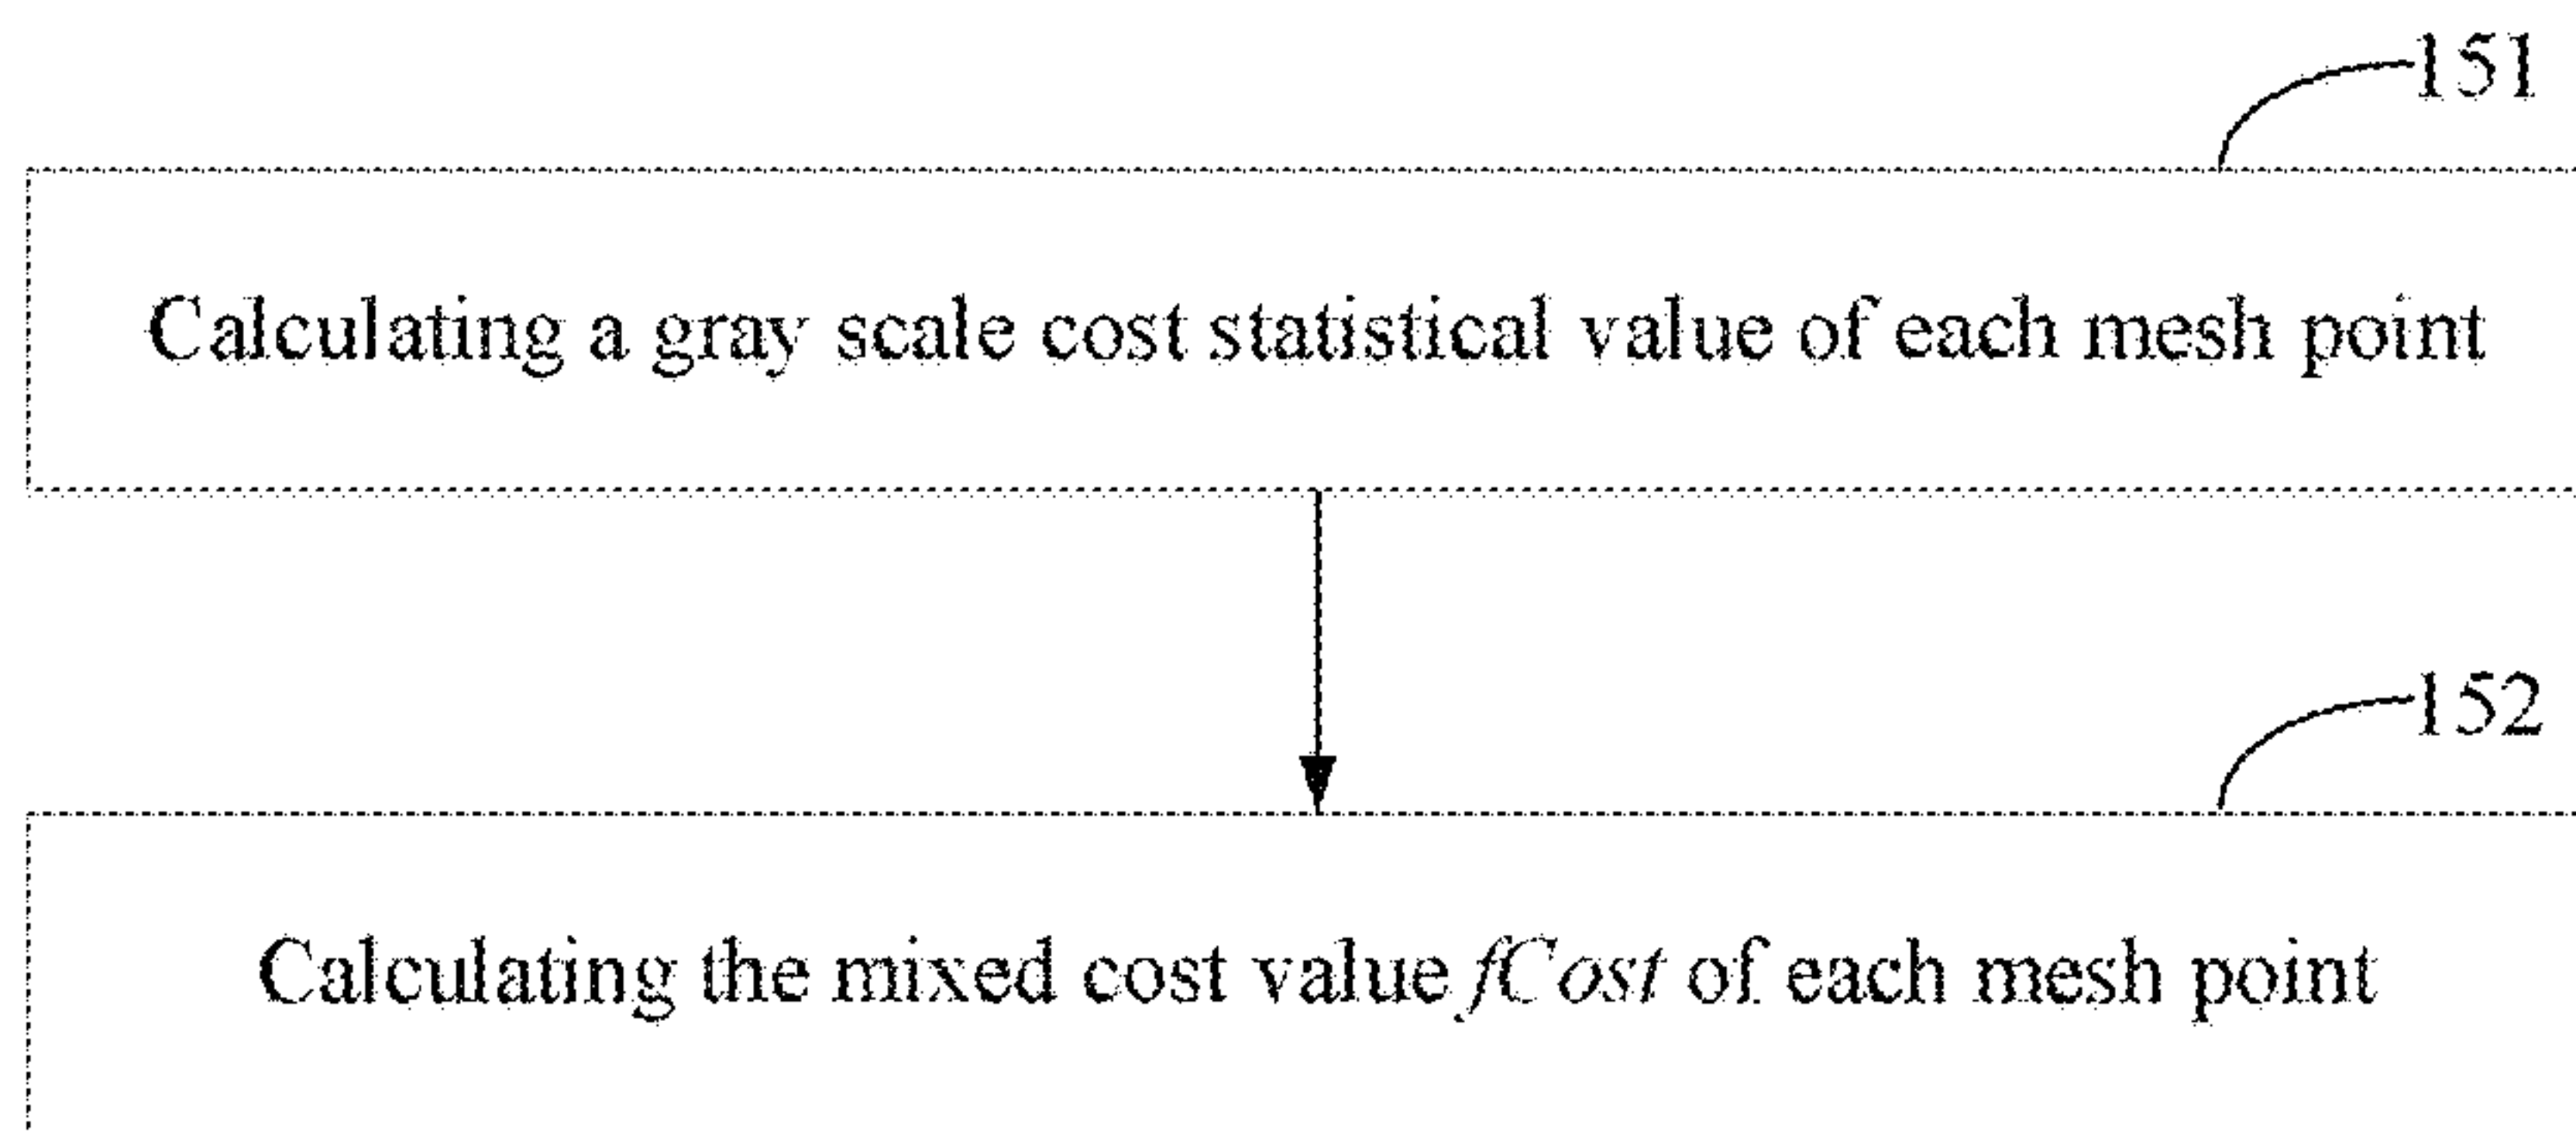 151
Calculating a gray scale cost statistical value of each mesh point
152
Calculating the mixed cost value fCost of each mesh point